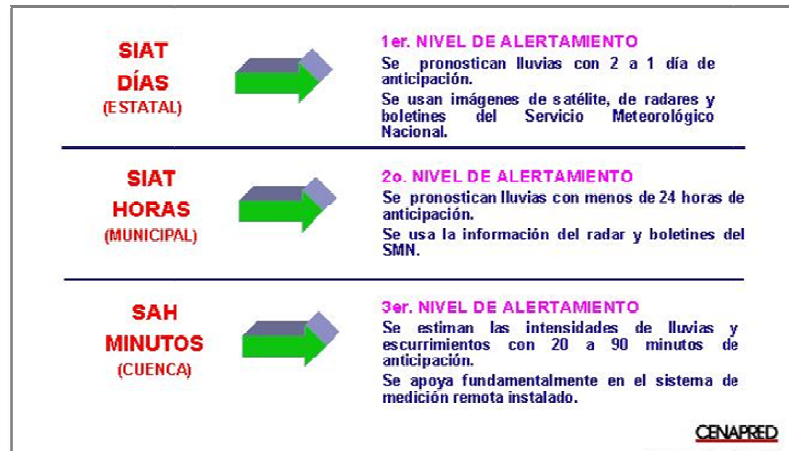 SIAT
DÍAS
(ESTATAL)
1er. NIVEL DE ALERTAMIENTO
Se pronostican lluvias con 2 a 1 día de
anticipación.
Se usan imágenes de satélite, de radares y
boletines del Servicio Meteorológico
Nacional.
SIAT
HORAS
(MUNICIPAL)
2o. NIVEL DE ALERTAMIENTO
Se pronostican lluvias con menos de 24 horas de
anticipación.
Se usa la información del radar y boletines del
SMN.
SAH
MINUTOS
(CUENCA)
3er. NIVEL DE ALERTAMIENTO
Se estiman las intensidades de lluvias y
escurrimientos con 20 a 90 minutos de
anticipación.
Se apoya fundamentalmente en el sistema de
medición remota instalado.
CENAPRED